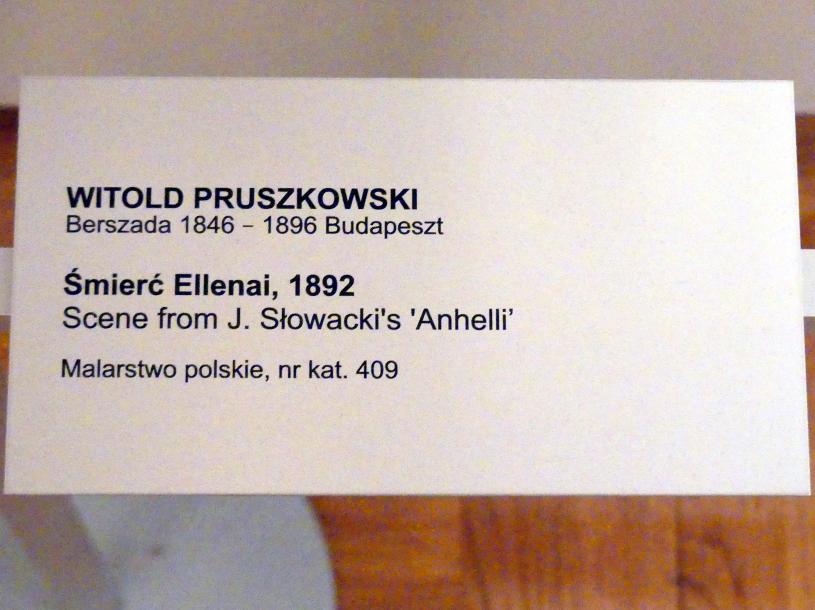 WITOLD PRUSZKOWSKI
Berszada 1846 – 1896 Budapeszt
Śmierć Ellenai, 1892
Scene from J. Słowacki's 'Anhelli’
Malarstwo polskie, nr kat. 409